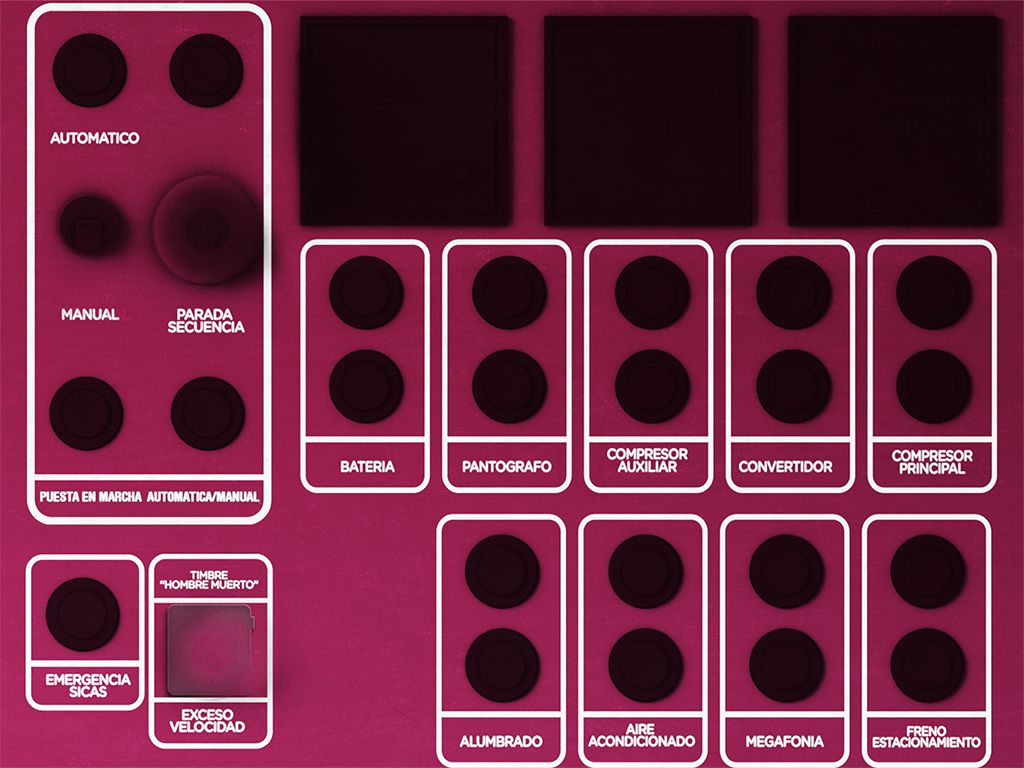 AUTOMATICO
MANUAL
PARADA
SECUENCIA
PUESTA EN MARCHA AUTOMATICA/MANUAL
BATERIA
PANTOGRAFO
COMPRESOR
AUXILIAR
CONVERTIDOR
COMPRESOR
PRINCIPAL
EMERGENCIA
SICAS
TIMBRE
"HOMBRE MUERTO"
EXCESO
VELOCIDAD
ALUMBRADO
AIRE
ACONDICIONADO
MEGAFONIA
FRENO
ESTACIONAMIENTO